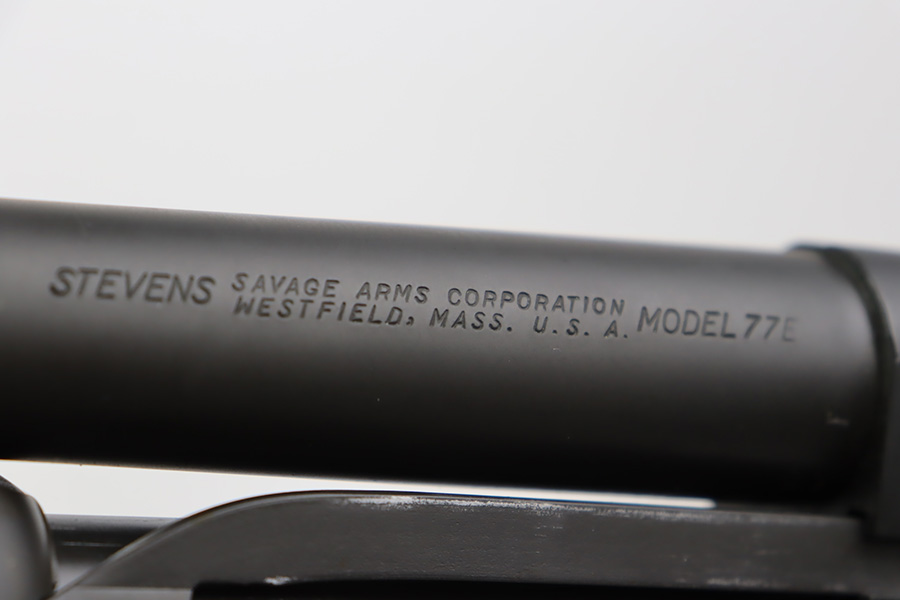 STEVENS
SAVAGE ARMS CORPORATION
WESTFIELD, MASS. U. S. A.
MODEL 77E